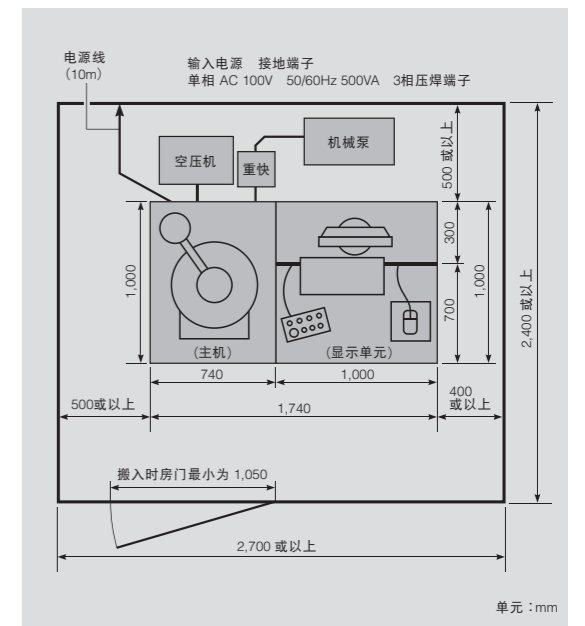 电源线
（10m）
输入电源　接地端子
单相 AC 100V　50/60Hz 500VA　3相压焊端子
机械泵
空压机
重快
500 或以上
300
1,000
1,000
700
2,400 或以上
(主机)
(显示单元)
740
1,000
400
或以上
500或以上
1,740
搬入时房门最小为 1,050
2,700 或以上
单元：mm